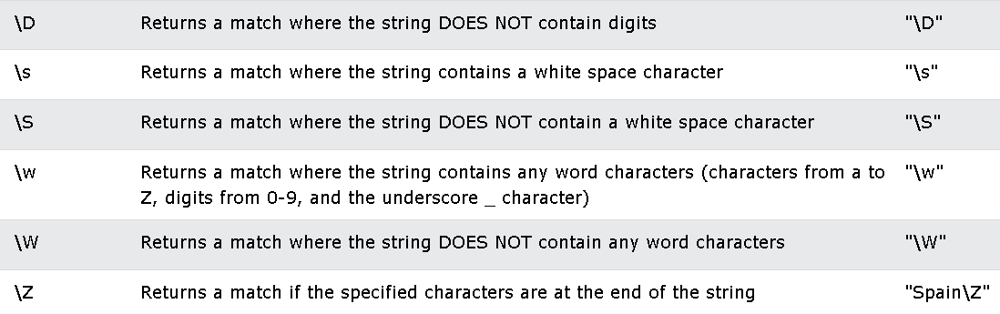 \D Returns a match where the string DOES NOT contain digits "\D"
\s Returns a match where the string contains a white space character "\s"
\S Returns a match where the string DOES NOT contain a white space character "\S"
\w Returns a match where the string contains any word characters (characters from a to "\w"
Z, digits from 0-9, and the underscore _ character)
\W Returns a match where the string DOES NOT contain any word characters "\W"
\Z Returns a match if the specified characters are at the end of the string "Spain\Z"